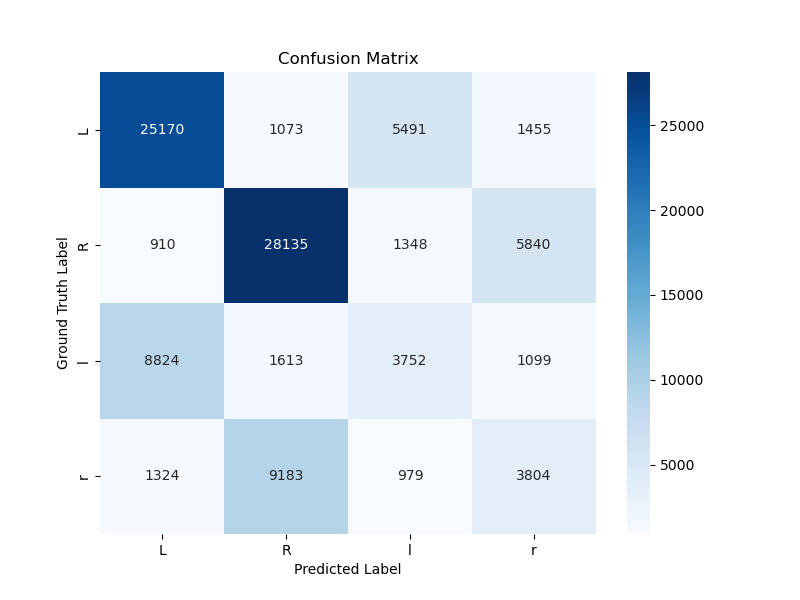 Confusion Matrix
L 25170 1073 5491 1455
R 910 28135 1348 5840
l 8824 1613 3752 1099
r 1324 9183 979 3804
L R l r
Predicted Label
Ground Truth Label
25000
20000
15000
10000
5000